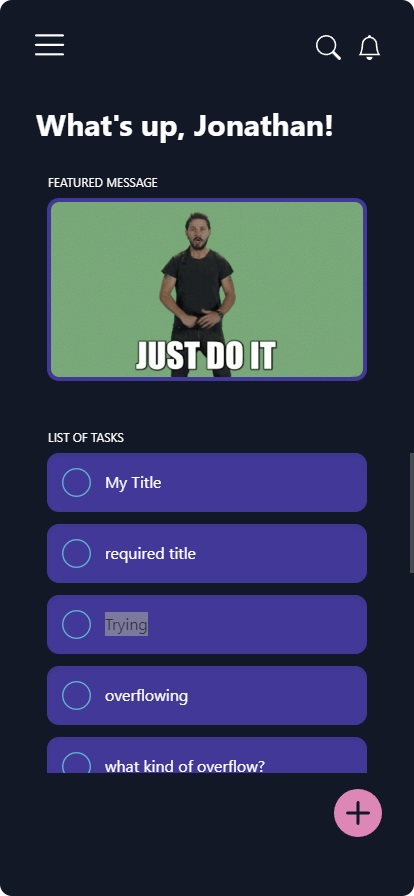 What's up, Jonathan!
FEATURED MESSAGE
JUST DO IT
LIST OF TASKS
My Title
required title
Trying
overflowing
what kind of overflow?